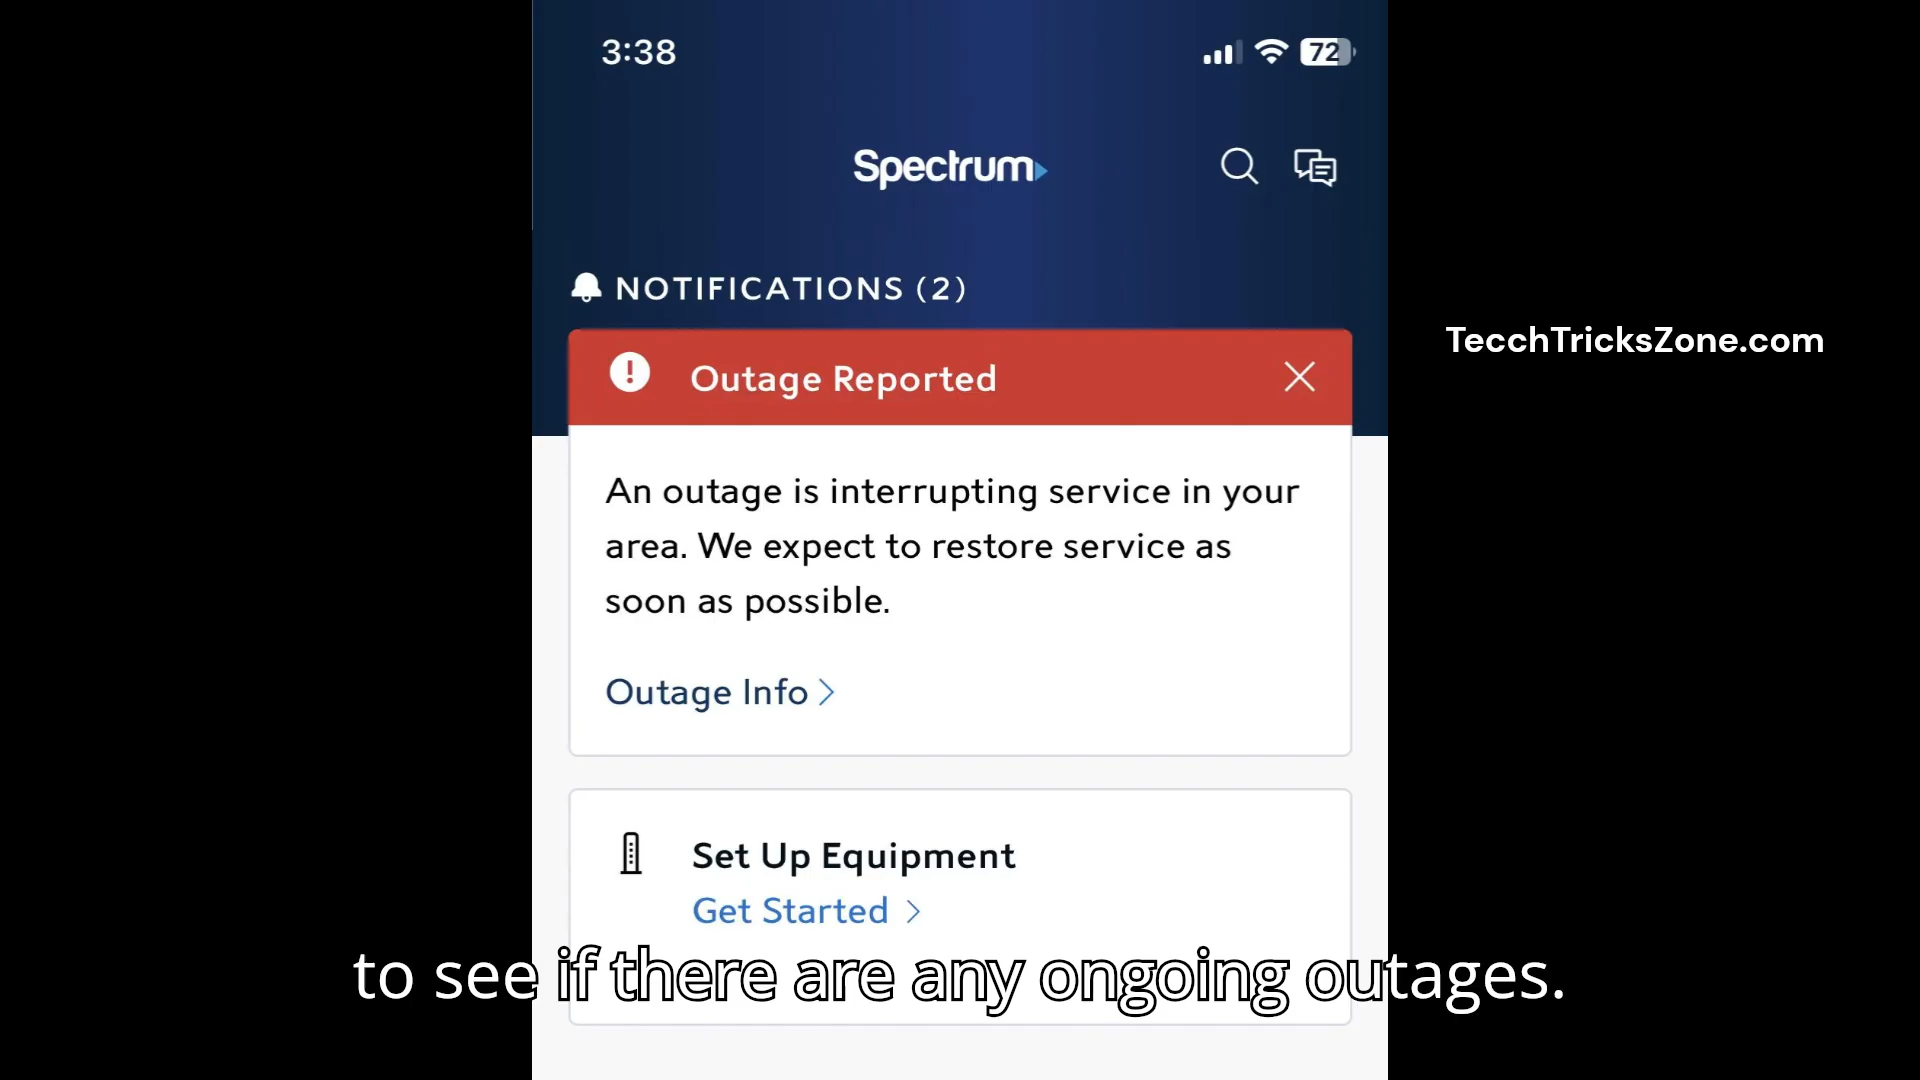 3:38
72
Spectrum
NOTIFICATIONS (2)
Outage Reported
TecchTricksZone.com
An outage is interrupting service in your
area. We expect to restore service as
soon as possible.
Outage Info
Set Up Equipment
Get Started
to see if there are any ongoing outages.